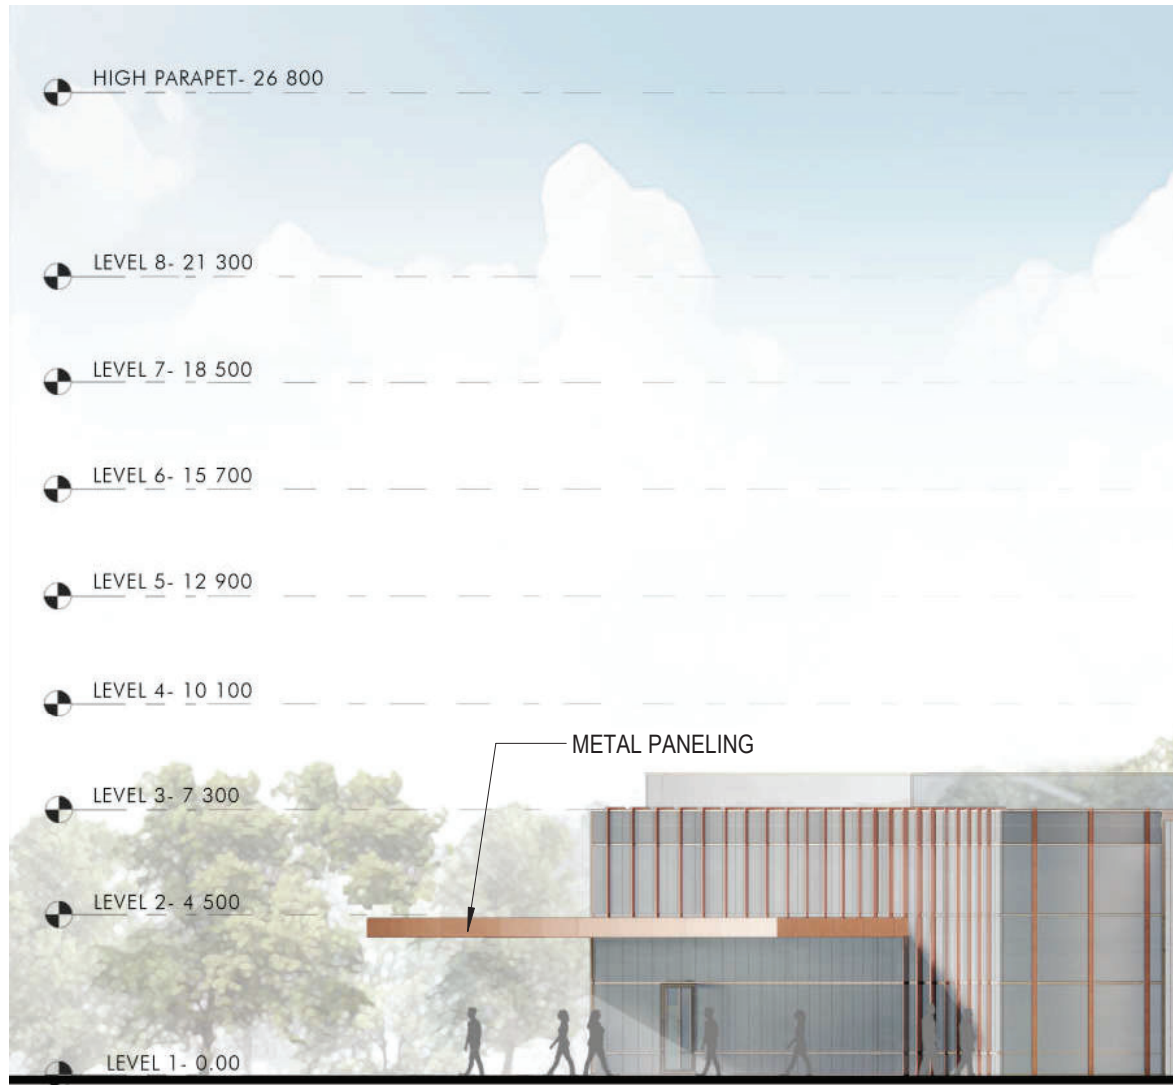 HIGH PARAPET- 26 800
LEVEL 8- 21 300
LEVEL 7- 18 500
LEVEL 6- 15 700
LEVEL 5- 12 900
LEVEL 4- 10 100
METAL PANELING
LEVEL 3- 7 300
LEVEL 2- 4 500
LEVEL 1- 0.00